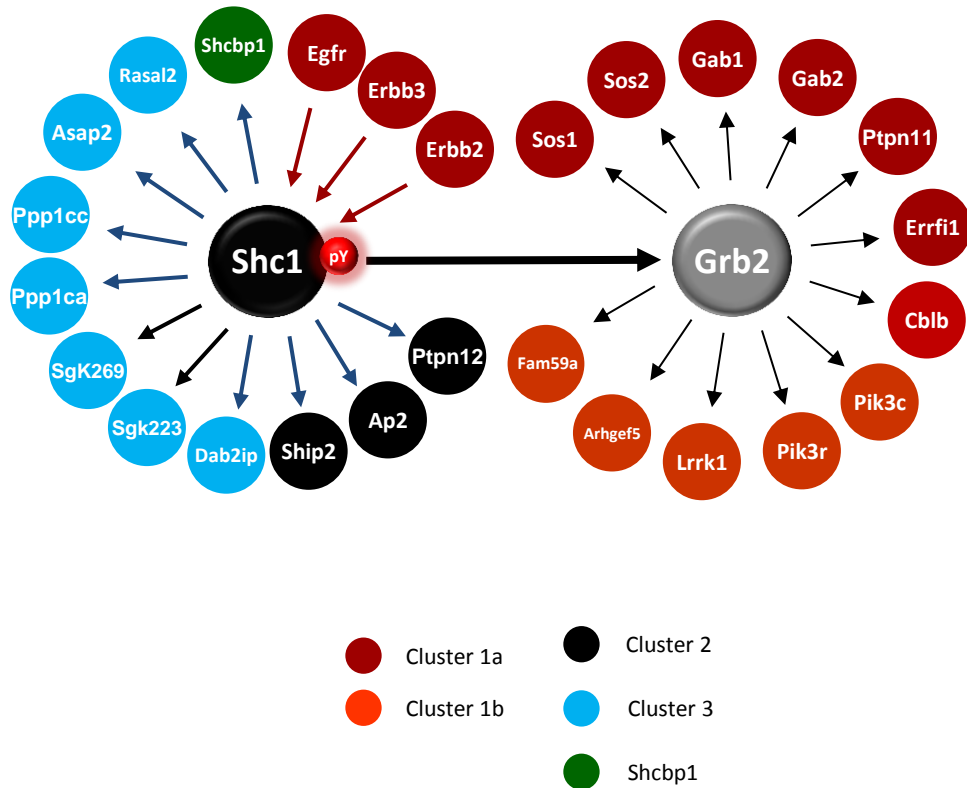 Shcbp1
Egfr
Rasal2
Erbb3
Asap2
Erbb2
Ppp1cc
Ppp1ca
SgK269
Sgk223
Dab2ip
Ship2
Ap2
Ptpn12
Shc1
pY
Grb2
Sos1
Sos2
Gab1
Gab2
Ptpn11
Errfi1
Cblb
Pik3c
Pik3r
Lrrk1
Arhgef5
Fam59a
Cluster 1a
Cluster 1b
Cluster 2
Cluster 3
Shcbp1